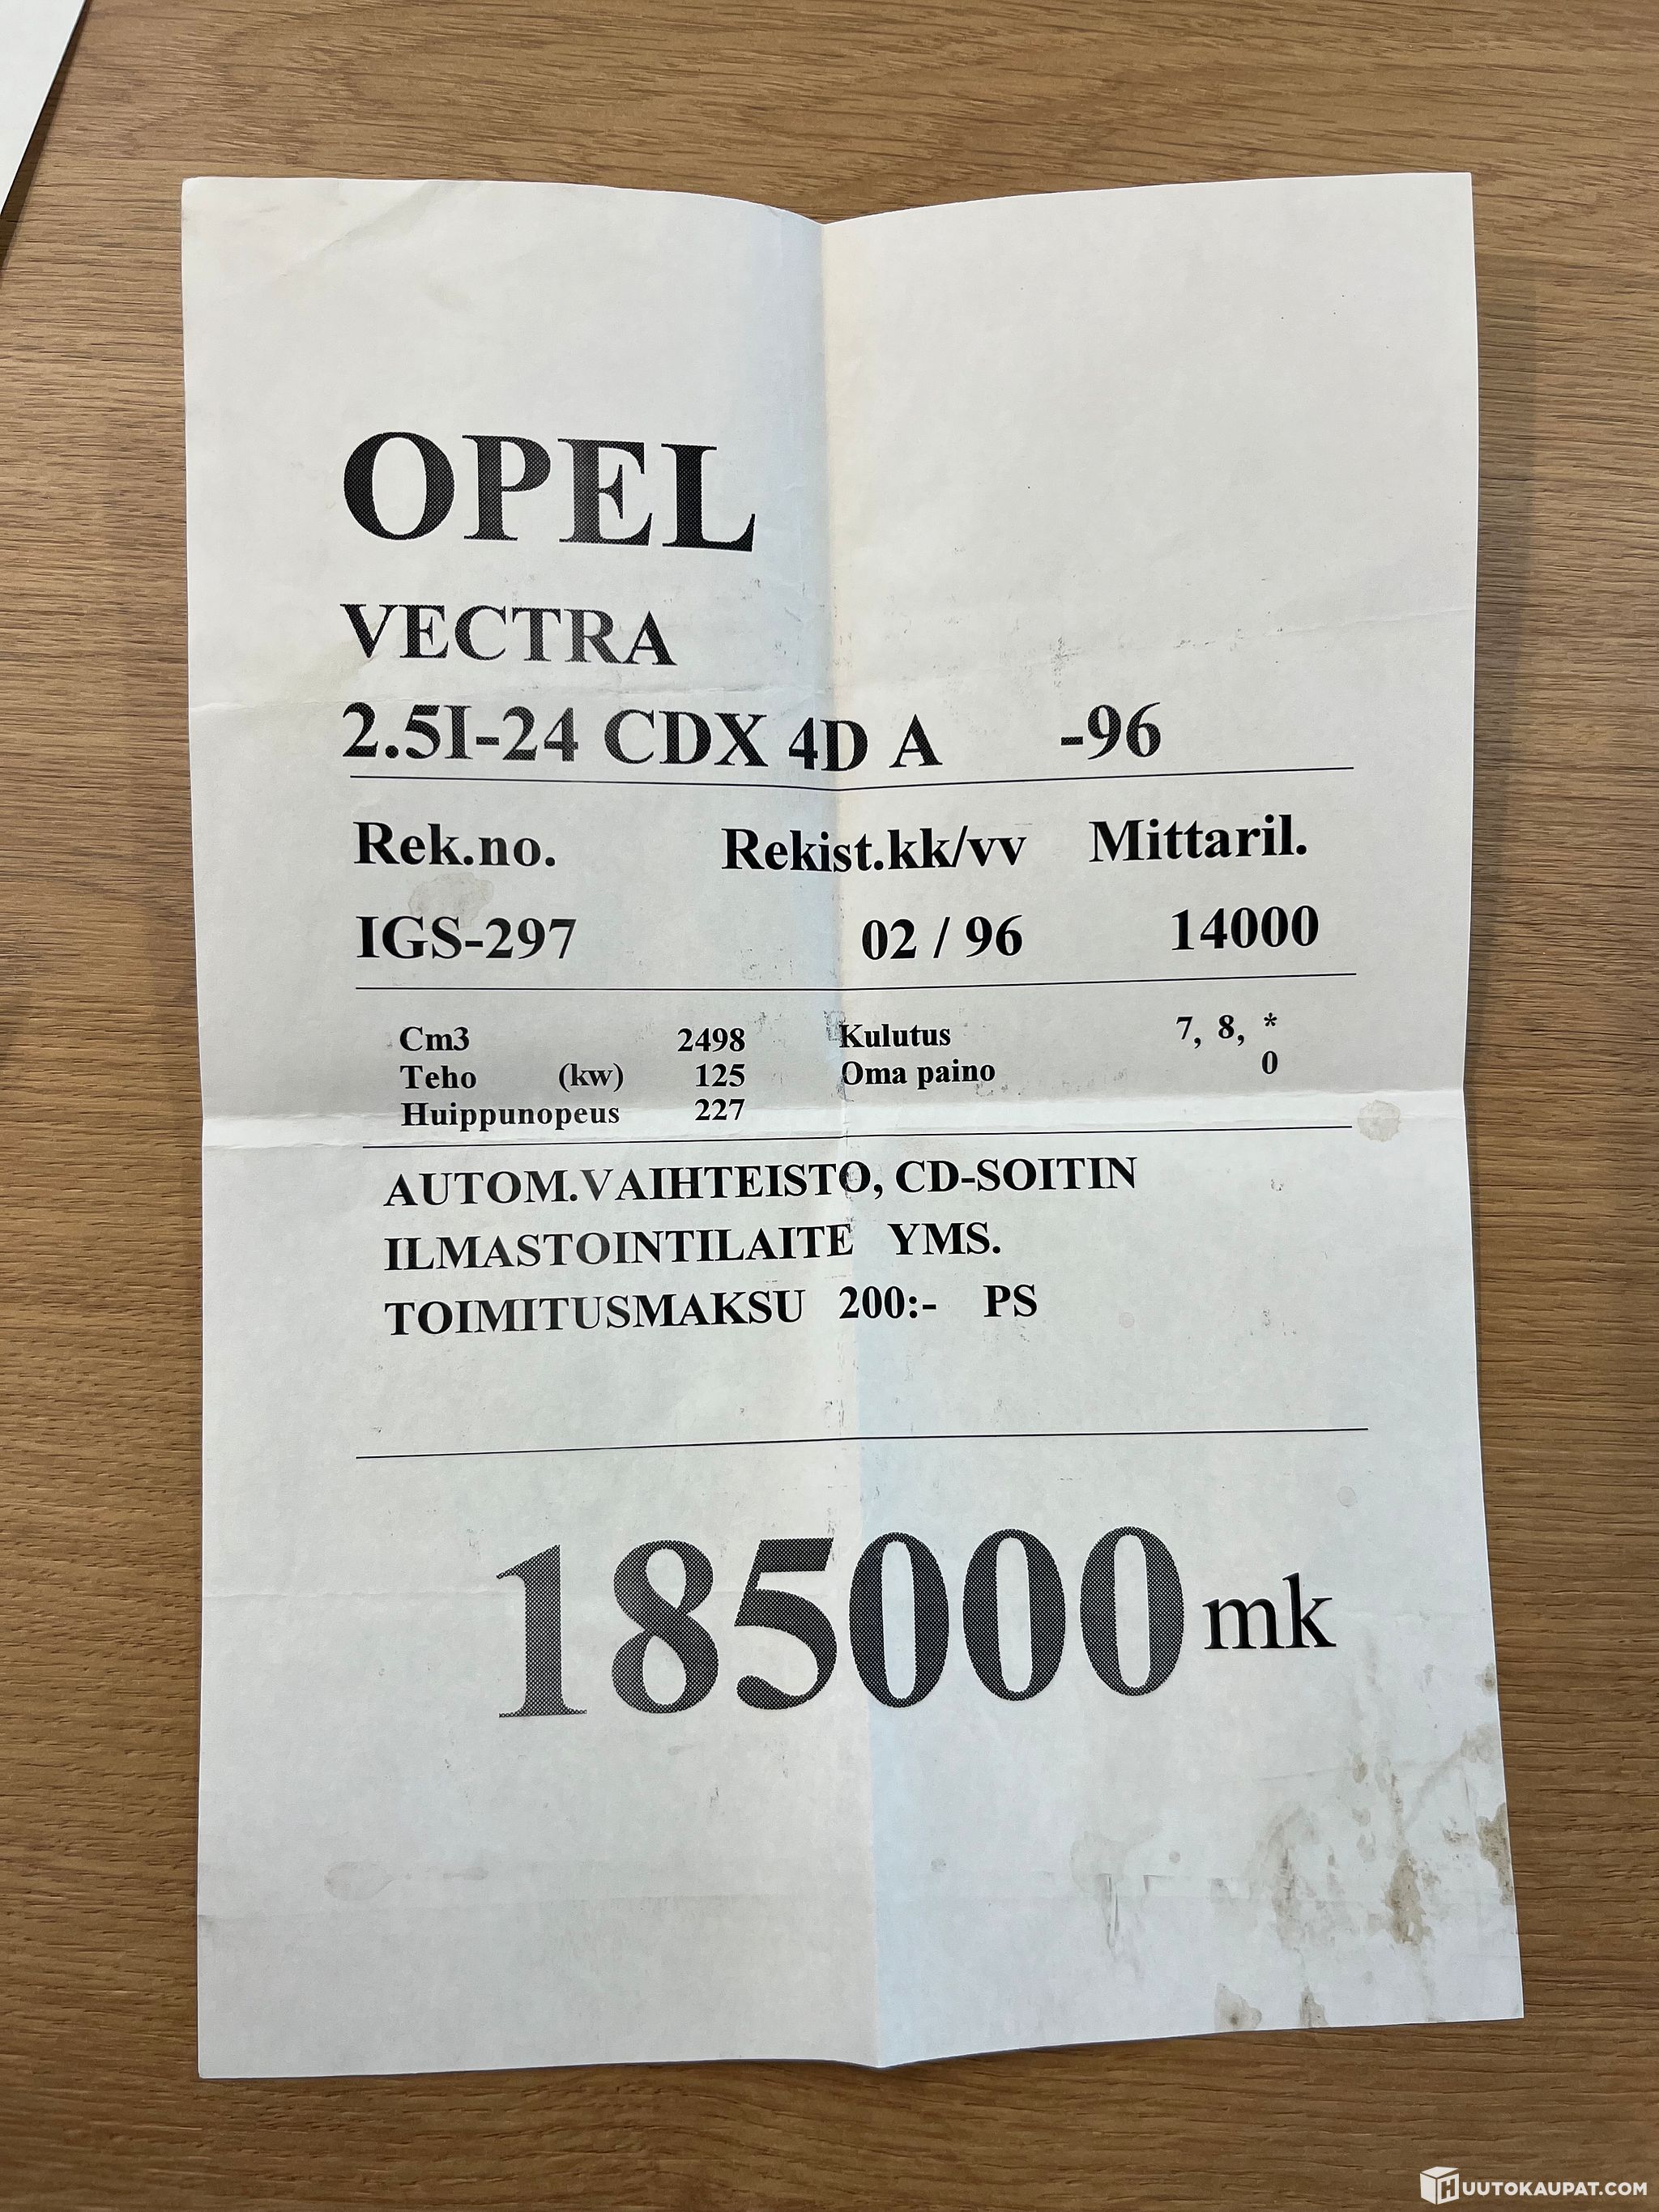 OPEL
VECTRA
2.5I-24 CDX 4D A -96
Rek.no. Rekist.kk/vv Mittaril.
IGS-297 02 / 96 14000
Cm3 2498 Kulutus 7, 8, *
Teho (kw) 125 Oma paino 0
Huippunopeus 227
AUTOM.VAIHTEISTO, CD-SOITIN
ILMASTOINTILAITE YMS.
TOIMITUSMAKSU 200:- PS
185000 mk
HUUTOKAUPAT.COM